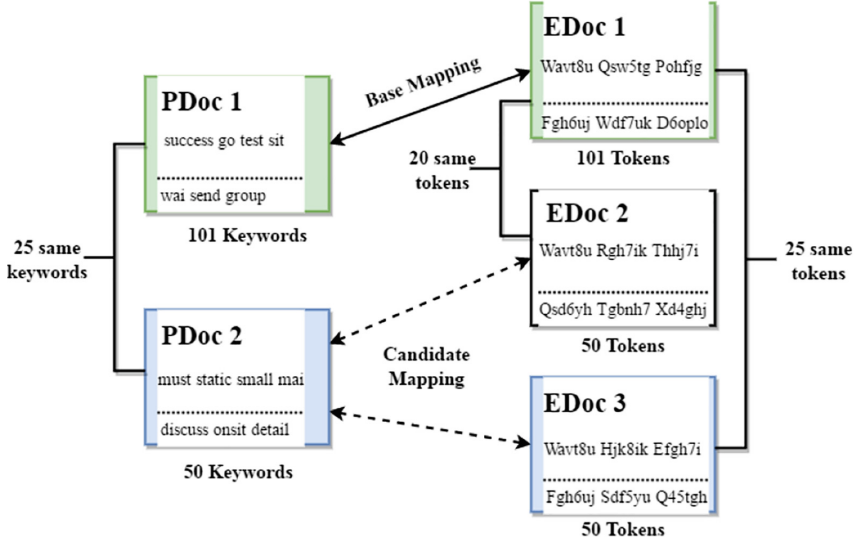 PDoc 1
success go test sit
wai send group
101 Keywords
25 same
keywords
PDoc 2
must static small mai
discuss onsit detail
50 Keywords
Base Mapping
20 same
tokens
Candidate
Mapping
EDoc 1
Wavt8u Qsw5tg Pohfjg
Fgh6uj Wdf7uk D6oplo
101 Tokens
EDoc 2
Wavt8u Rgh7ik Thhj7i
Qsd6yh Tgbnh7 Xd4ghj
50 Tokens
EDoc 3
Wavt8u Hjk8ik Efgh7i
Fgh6uj Sdf5yu Q45tgh
50 Tokens
25 same
tokens